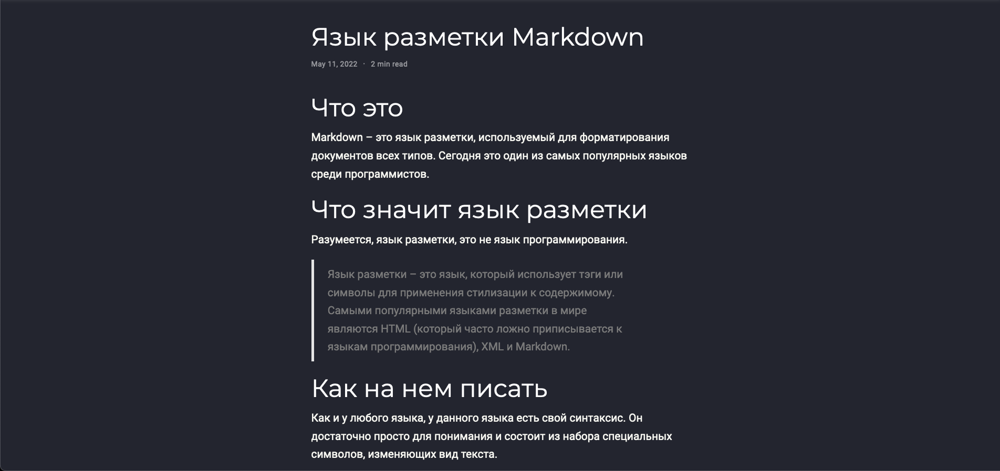 Язык разметки Markdown
May 11, 2022 · 2 min read
Что это
Markdown – это язык разметки, используемый для форматирования
документов всех типов. Сегодня это один из самых популярных языков
среди программистов.
Что значит язык разметки
Разумеется, язык разметки, это не язык программирования.
Язык разметки – это язык, который использует тэги или
символы для применения стилизации к содержимому.
Самыми популярными языками разметки в мире
являются HTML (который часто ложно приписывается к
языкам программирования), XML и Markdown.
Как на нем писать
Как и у любого языка, у данного языка есть свой синтаксис. Он
достаточно просто для понимания и состоит из набора специальных
символов, изменяющих вид текста.